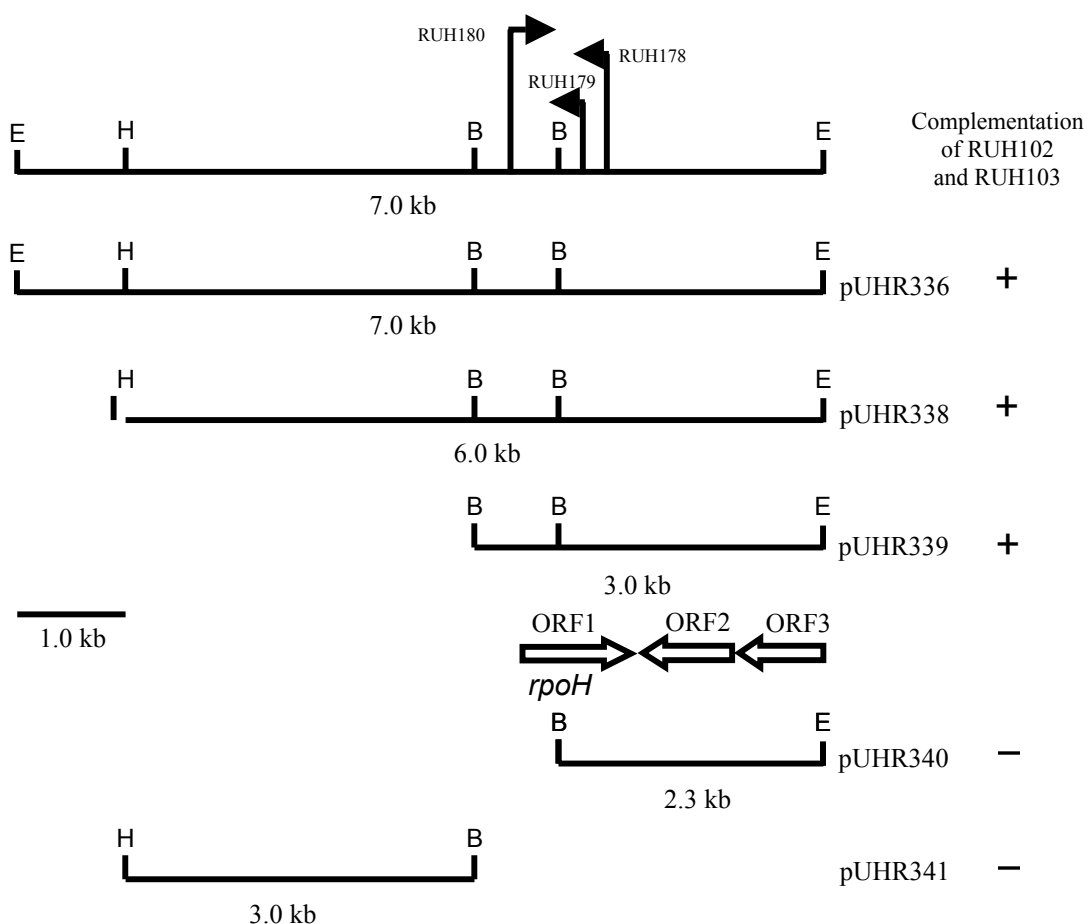 RUH180
RUH178
RUH179
E H B B E
Complementation
of RUH102
and RUH103
7.0 kb
E H B B E
pUHR336 +
7.0 kb
H B B E
pUHR338 +
6.0 kb
B B E
pUHR339 +
3.0 kb
1.0 kb
ORF1 ORF2 ORF3
rpoH
B E
pUHR340 –
2.3 kb
H B
pUHR341 –
3.0 kb